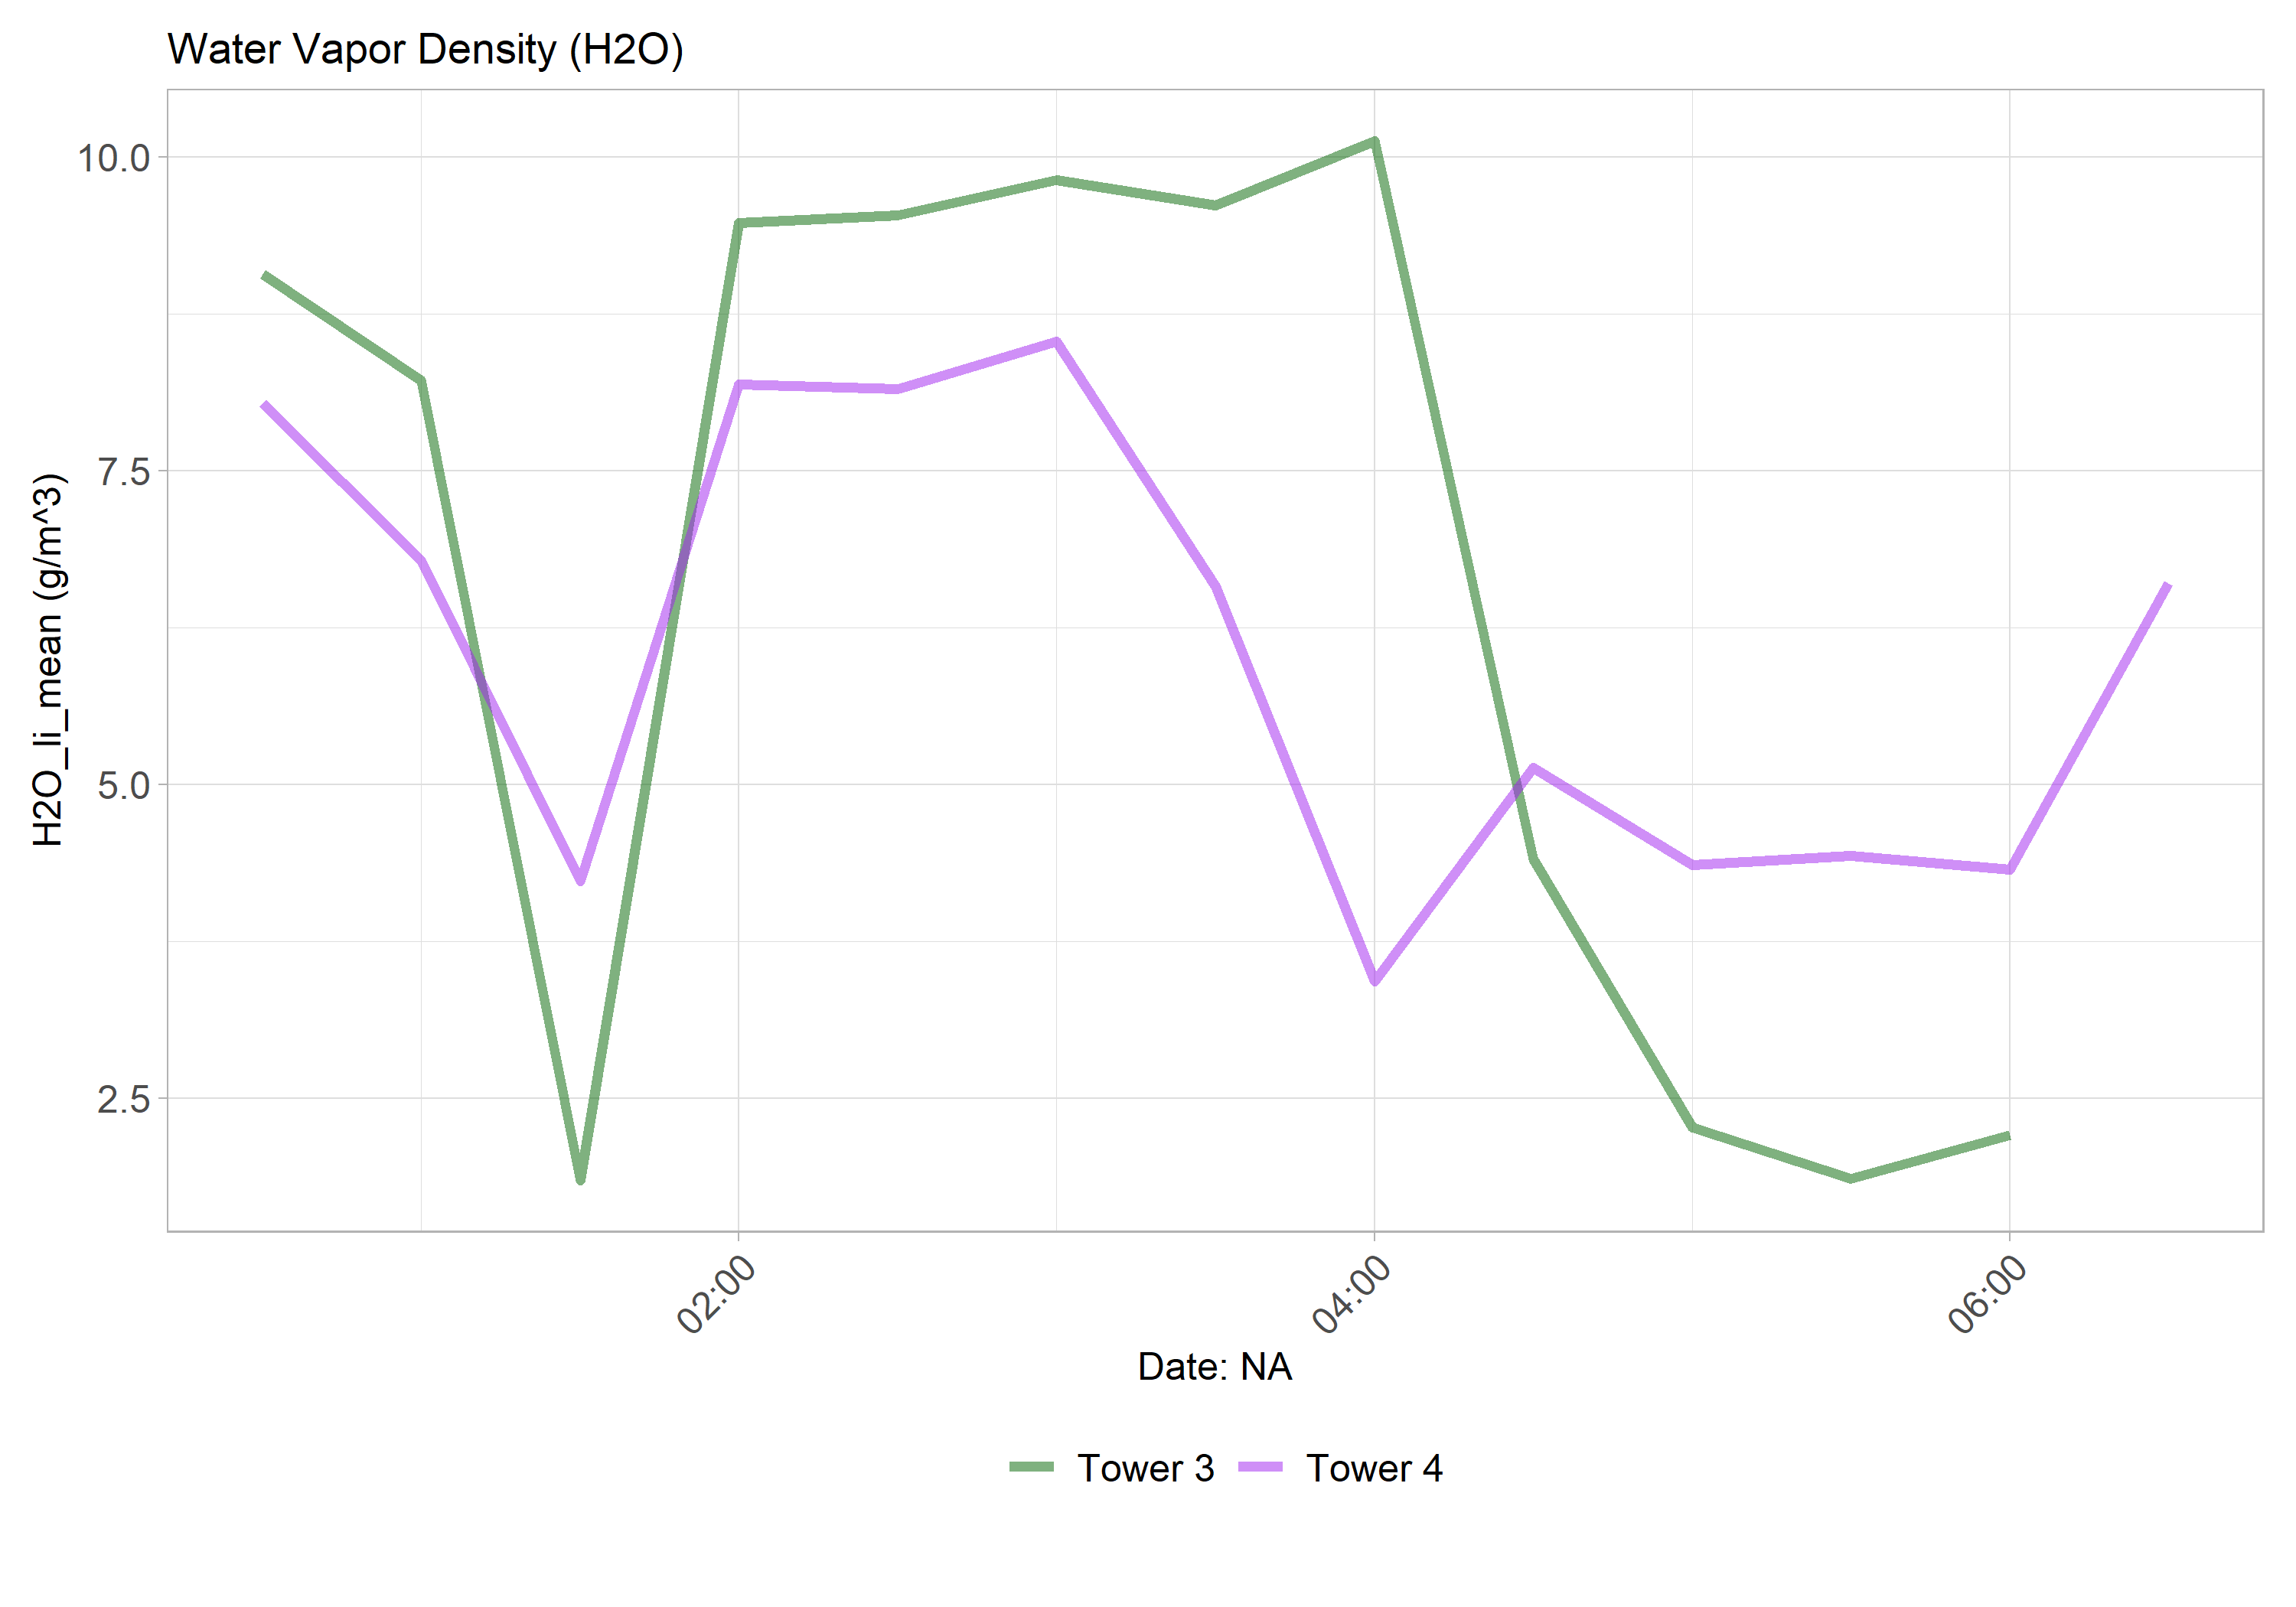 Water Vapor Density (H2O)
H2O_li_mean (g/m^3)
10.0
7.5
5.0
2.5
02:00
04:00
06:00
Date: NA
Tower 3
Tower 4